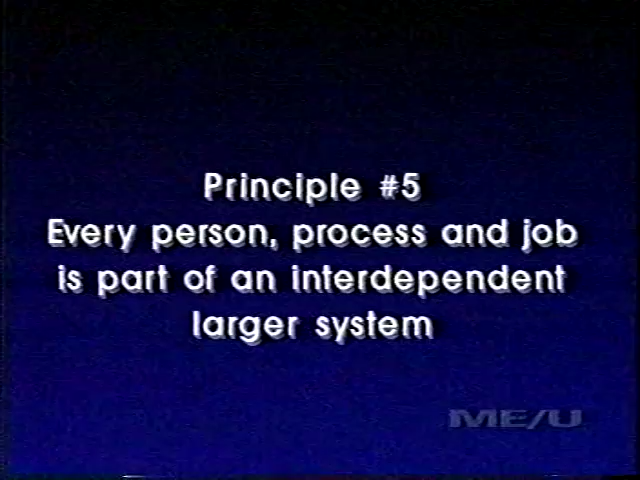 Principle #5
Every person, process and job
is part of an interdependent
larger system
ME/U